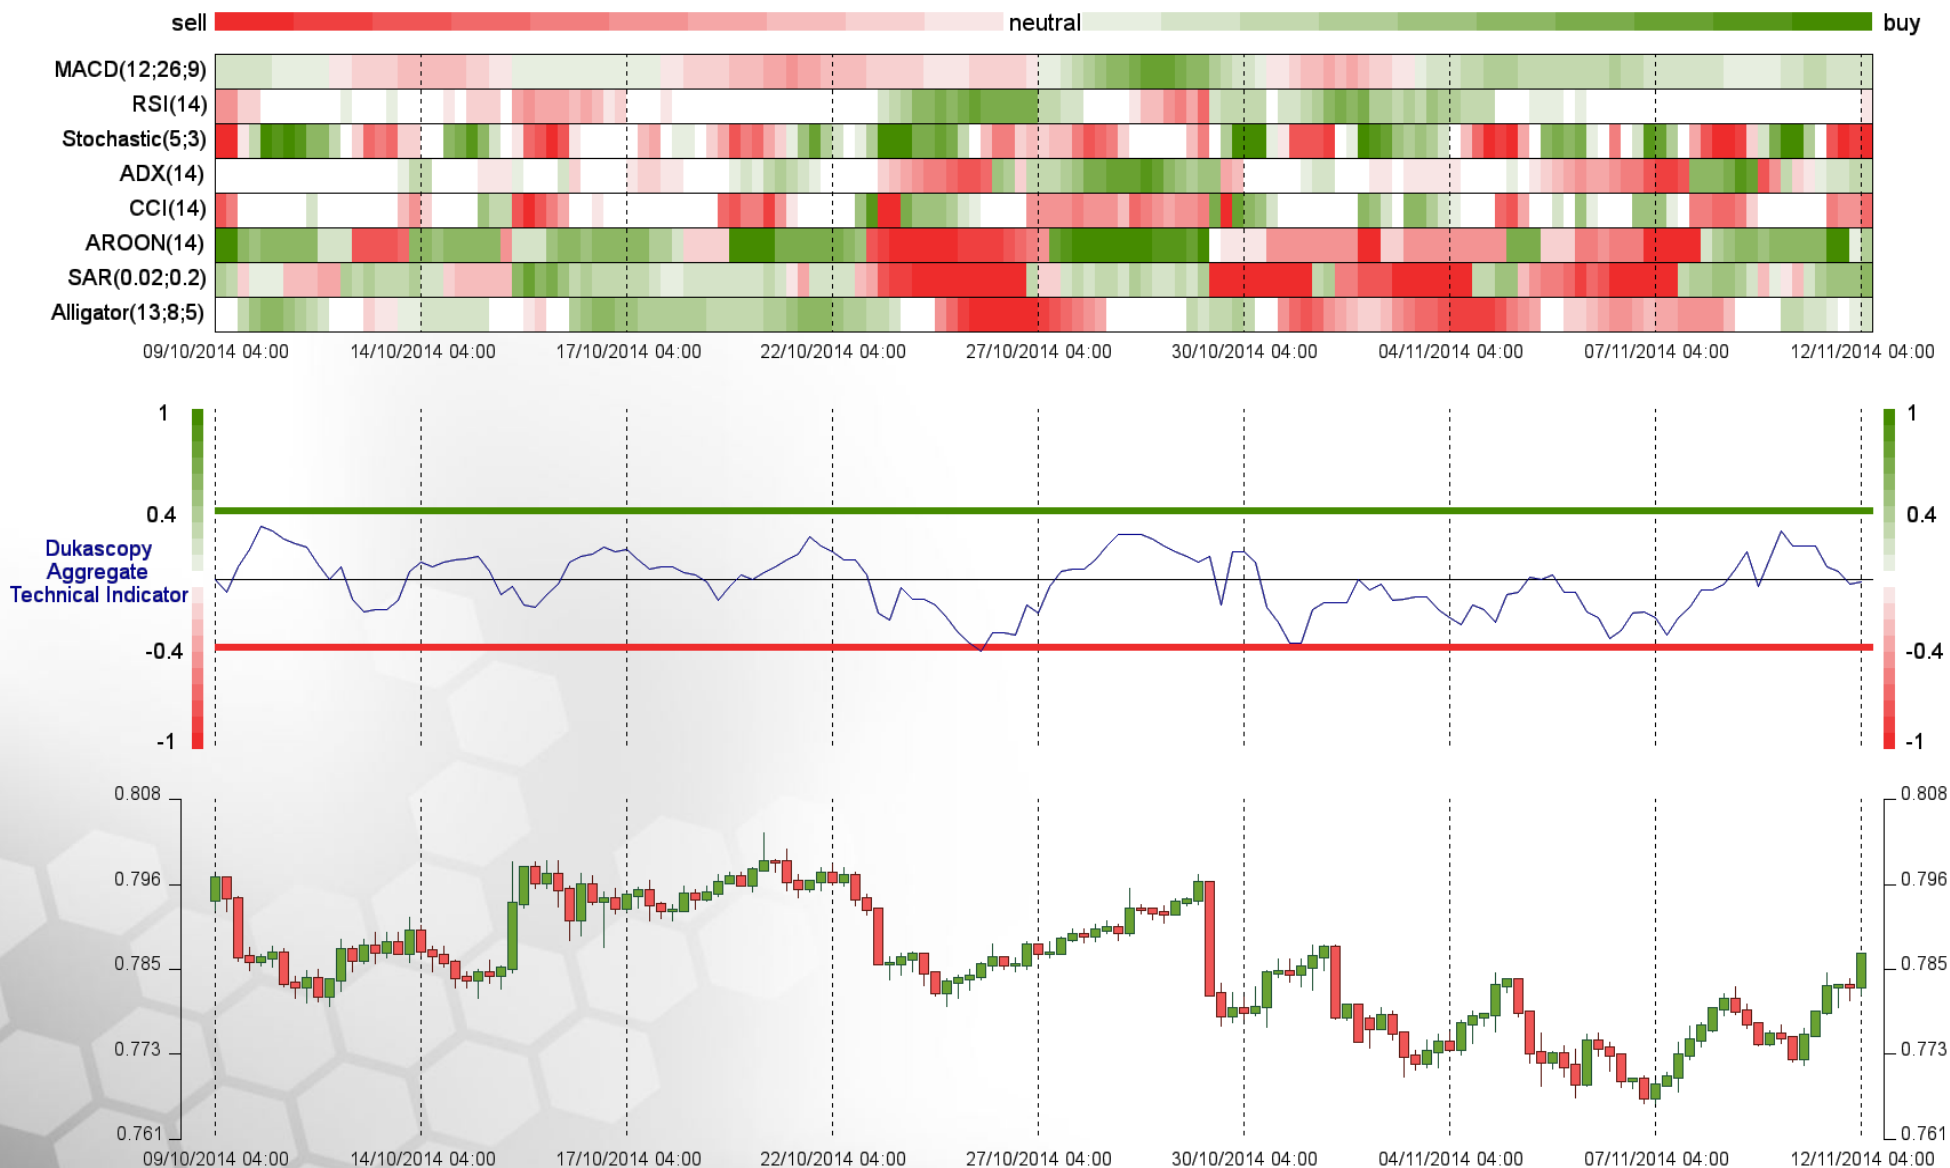 sell neutral buy
MACD(12;26;9)
RSI(14)
Stochastic(5;3)
ADX(14)
CCI(14)
AROON(14)
SAR(0.02;0.2)
Alligator(13;8;5)
09/10/2014 04:00 14/10/2014 04:00 17/10/2014 04:00 22/10/2014 04:00 27/10/2014 04:00 30/10/2014 04:00 04/11/2014 04:00 07/11/2014 04:00 12/11/2014 04:00
1 1
0.4 0.4
Dukascopy
Aggregate
Technical Indicator
-0.4 -0.4
-1 -1
0.808 0.808
0.796 0.796
0.785 0.785
0.773 0.773
0.761 0.761
09/10/2014 04:00 14/10/2014 04:00 17/10/2014 04:00 22/10/2014 04:00 27/10/2014 04:00 30/10/2014 04:00 04/11/2014 04:00 07/11/2014 04:00 12/11/2014 04:00